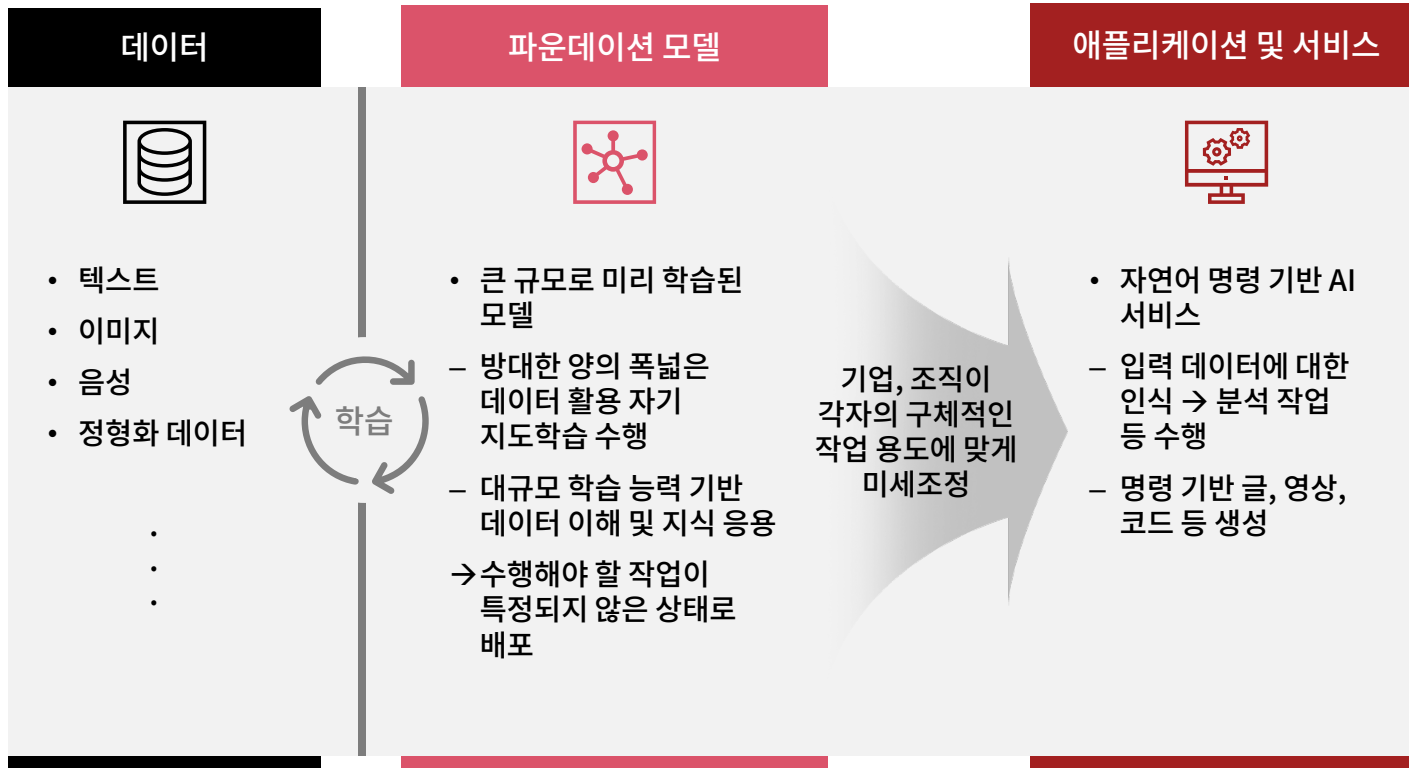 데이터
파운데이션 모델
애플리케이션 및 서비스
• 텍스트
• 이미지
• 음성
• 정형화 데이터
.
.
.
학습
• 큰 규모로 미리 학습된
모델
– 방대한 양의 폭넓은
데이터 활용 자기
지도학습 수행
– 대규모 학습 능력 기반
데이터 이해 및 지식 응용
→수행해야 할 작업이
특정되지 않은 상태로
배포
기업, 조직이
각자의 구체적인
작업 용도에 맞게
미세조정
• 자연어 명령 기반 AI
서비스
– 입력 데이터에 대한
인식 → 분석 작업
등 수행
– 명령 기반 글, 영상,
코드 등 생성